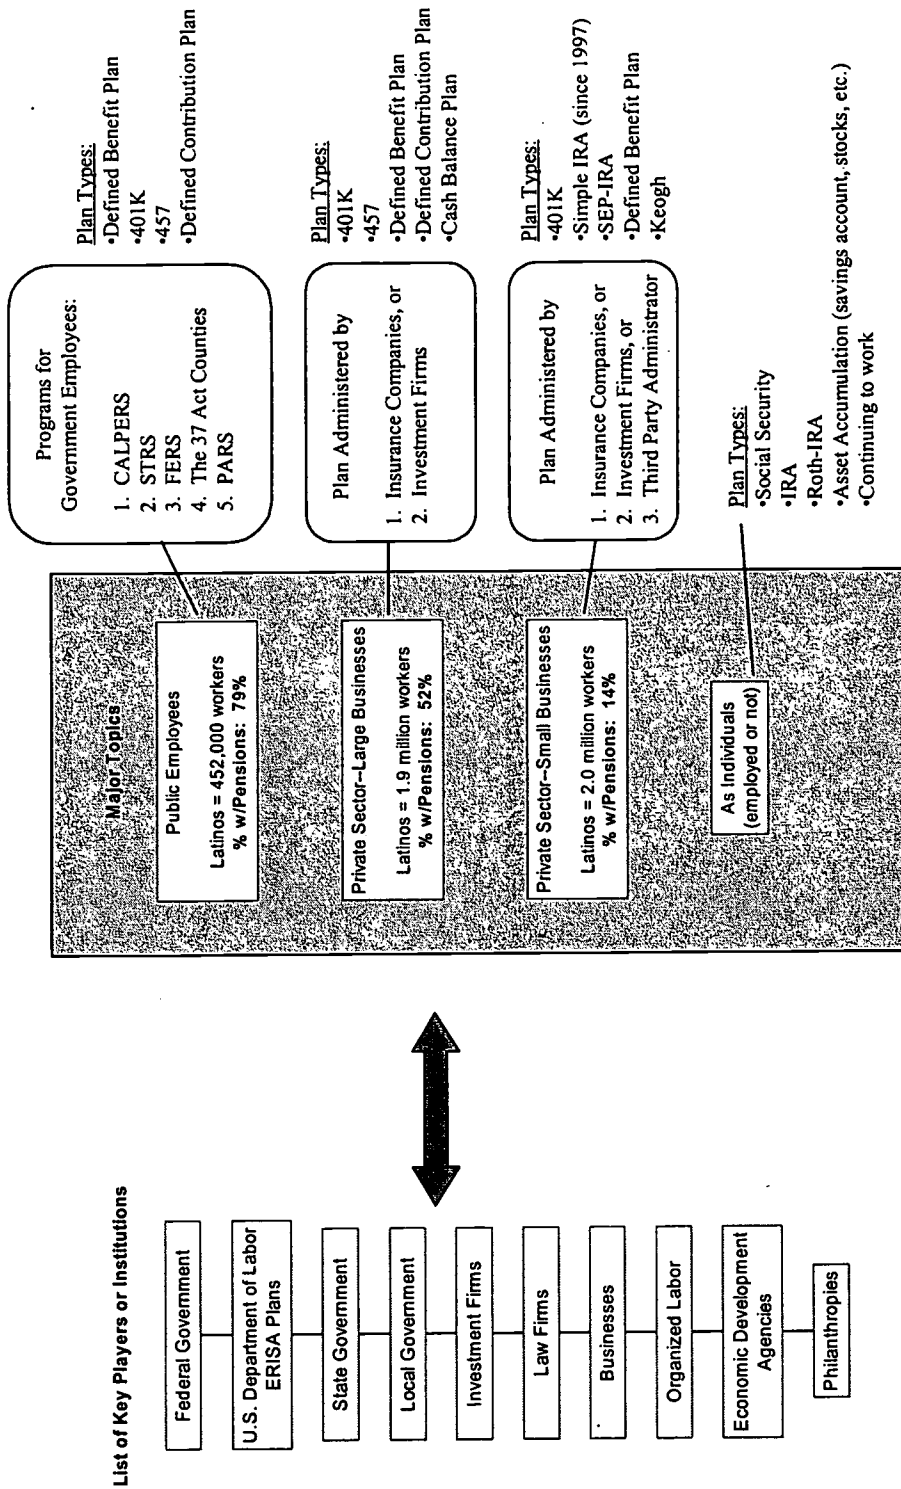 List of Key Players or Institutions
Federal Government
U.S. Department of Labor
ERISA Plans
State Government
Local Government
Investment Firms
Law Firms
Businesses
Organized Labor
Economic Development
Agencies
Philanthropies
Major Topics
Public Employees
Latinos = 452,000 workers
% w/Pensions: 79%
Private Sector--Large Businesses
Latinos = 1.9 million workers
% w/Pensions: 52%
Private Sector--Small Businesses
Latinos = 2.0 million workers
% w/Pensions: 14%
As Individuals
(employed or not)
Programs for
Government Employees:
1. CALPERS
2. STRS
3. FERS
4. The 37 Act Counties
5. PARS
Plan Types:
•Defined Benefit Plan
•401K
•457
•Defined Contribution Plan
Plan Administered by
1. Insurance Companies, or
2. Investment Firms
Plan Types:
•401K
•457
•Defined Benefit Plan
•Defined Contribution Plan
•Cash Balance Plan
Plan Administered by
1. Insurance Companies, or
2. Investment Firms, or
3. Third Party Administrator
Plan Types:
•401K
•Simple IRA (since 1997)
•SEP-IRA
•Defined Benefit Plan
•Keogh
Plan Types:
•Social Security
•IRA
•Roth-IRA
•Asset Accumulation (savings account, stocks, etc.)
•Continuing to work